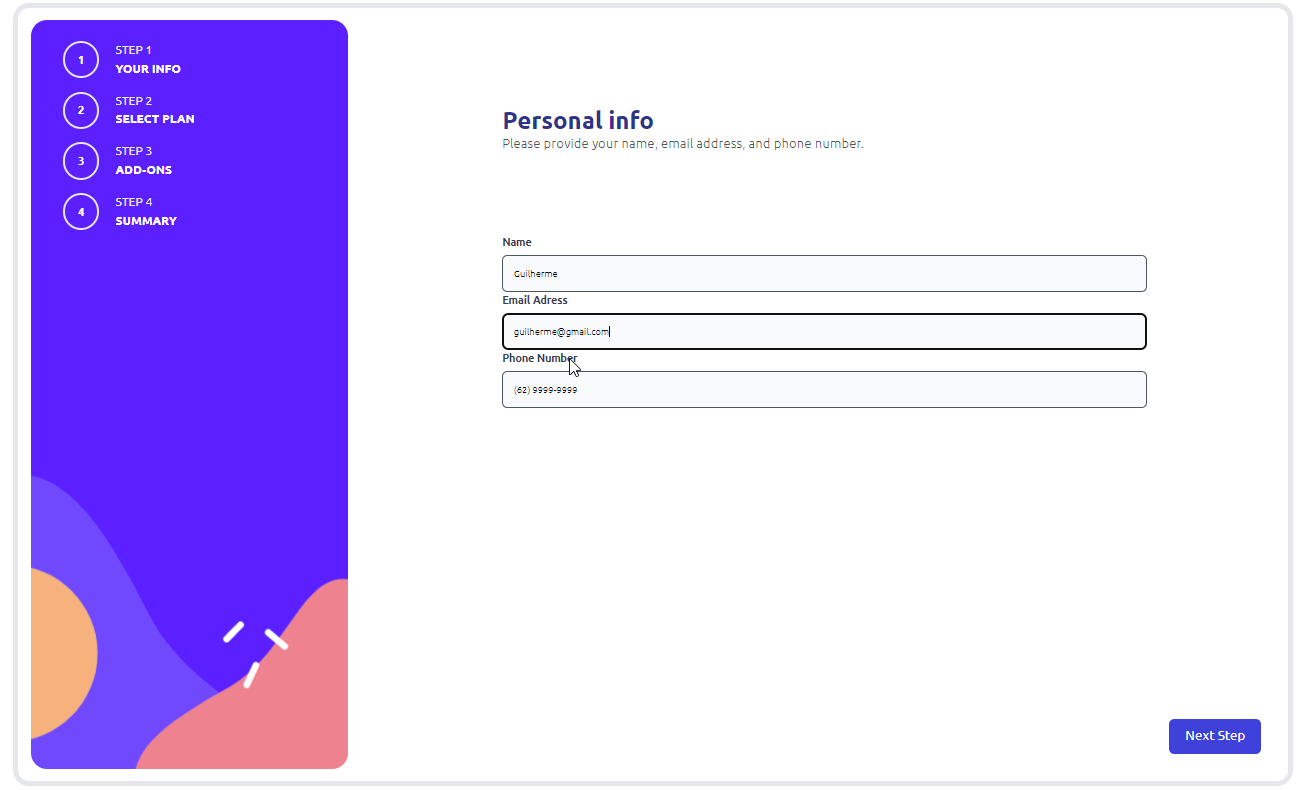 1
STEP 1
YOUR INFO
2
STEP 2
SELECT PLAN
3
STEP 3
ADD-ONS
4
STEP 4
SUMMARY
Personal info
Please provide your name, email address, and phone number.
Name
Guilherme
Email Adress
guilherme@gmail.com
Phone Number
(62) 9999-9999
Next Step